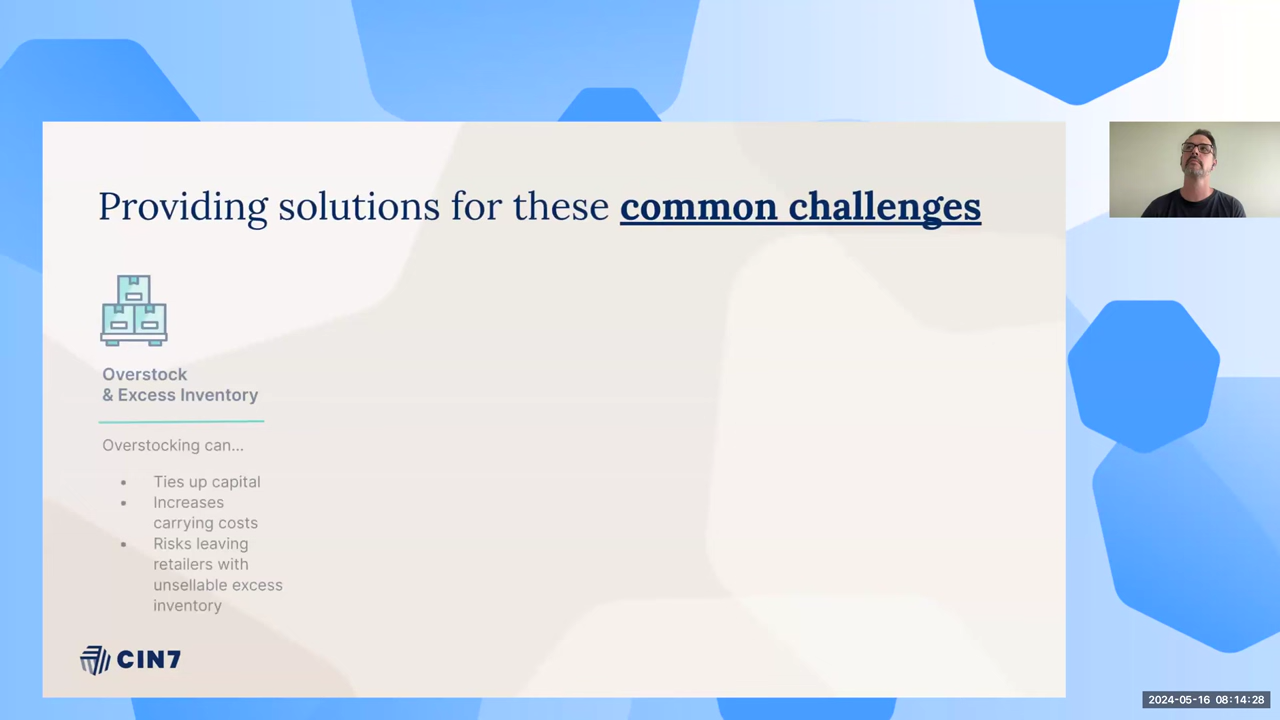 Providing solutions for these common challenges
Overstock
& Excess Inventory
Overstocking can...
• Ties up capital
• Increases
carrying costs
• Risks leaving
retailers with
unsellable excess
inventory
CIN7
2024-05-16 08:14:28